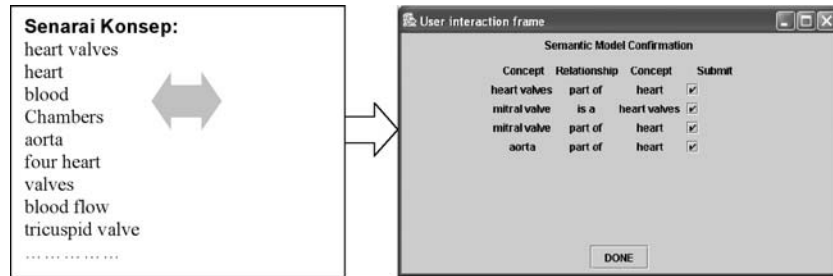 Senarai Konsep:
heart valves
heart
blood
Chambers
aorta
four heart
valves
blood flow
tricuspid valve
……………
User interaction frame
Semantic Model Confirmation
Concept Relationship Concept Submit
heart valves part of heart
mitral valve is a heart valves
mitral valve part of heart
aorta part of heart
DONE